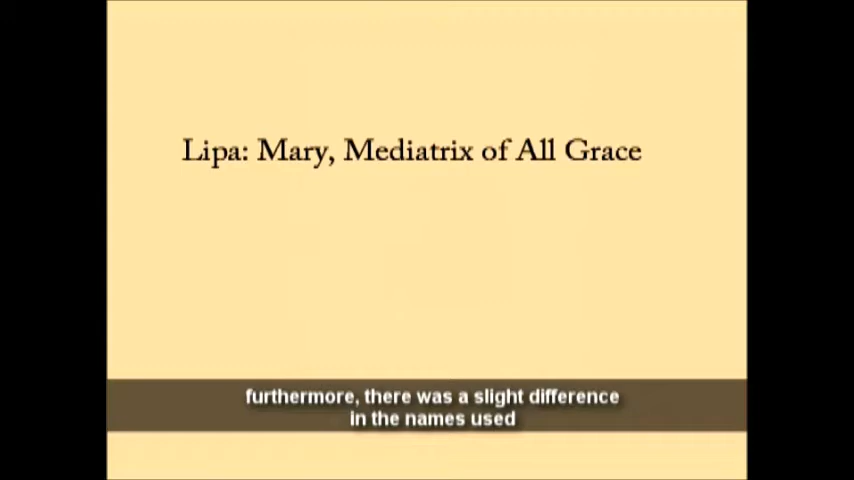 Lipa: Mary, Mediatrix of All Grace
furthermore, there was a slight difference
in the names used